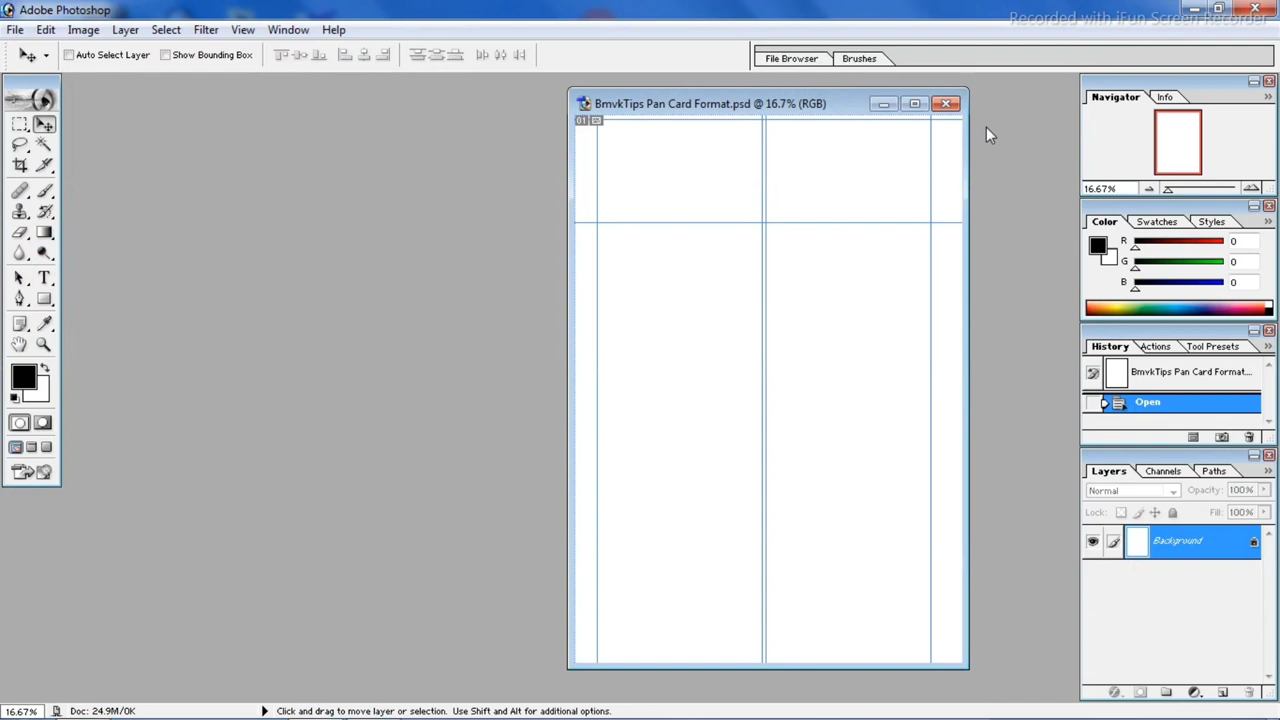 Adobe Photoshop
Recorded with iFun Screen Recorder
File Edit Image Layer Select Filter View Window Help
Auto Select Layer Show Bounding Box File Browser Brushes
BmvkTips Pan Card Format.psd @ 16.7% (RGB)
01
Navigator Info
16.67%
Color Swatches Styles
R 0
G 0
B 0
History Actions Tool Presets
BmvkTips Pan Card Format...
Open
Layers Channels Paths
Normal Opacity: 100%
Lock: Fill: 100%
Background
T
16.67% Doc: 24.9M/0K Click and drag to move layer or selection. Use Shift and Alt for additional options.